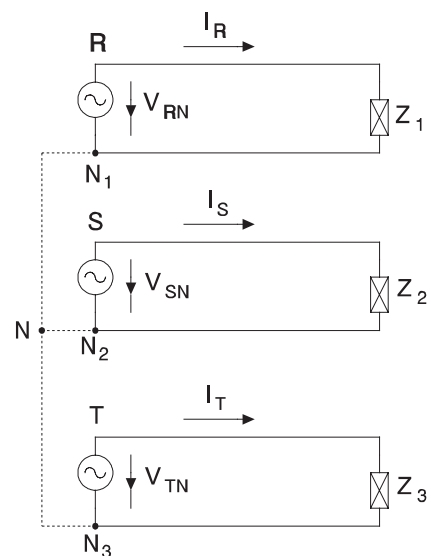 I_R
R
V_RN
Z_1
N_1
I_S
S
V_SN
Z_2
N
N_2
I_T
T
V_TN
Z_3
N_3